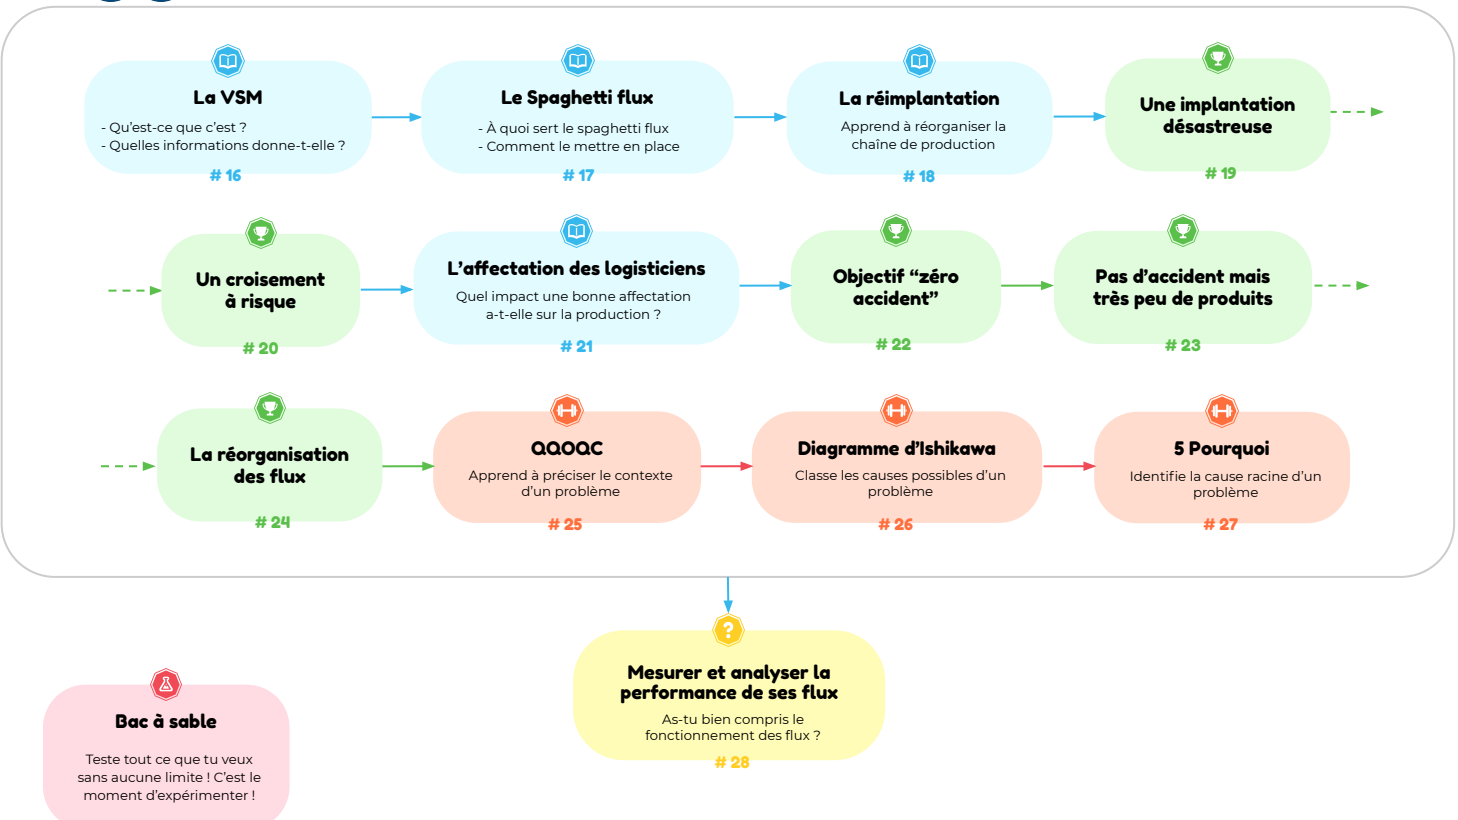 La VSM
- Qu'est-ce que c'est ?
- Quelles informations donne-t-elle ?
# 16
Le Spaghetti flux
- À quoi sert le spaghetti flux
- Comment le mettre en place
# 17
La réimplantation
Apprend à réorganiser la
chaîne de production
# 18
Une implantation
désastreuse
# 19
Un croisement
à risque
# 20
L'affectation des logisticiens
Quel impact une bonne affectation
a-t-elle sur la production ?
# 21
Objectif “zéro
accident”
# 22
Pas d'accident mais
très peu de produits
# 23
La réorganisation
des flux
# 24
QQOQC
Apprend à préciser le contexte
d'un problème
# 25
Diagramme d'Ishikawa
Classe les causes possibles d'un
problème
# 26
5 Pourquoi
Identifie la cause racine d'un
problème
# 27
Mesurer et analyser la
performance de ses flux
As-tu bien compris le
fonctionnement des flux ?
# 28
Bac à sable
Teste tout ce que tu veux
sans aucune limite ! C'est le
moment d'expérimenter !